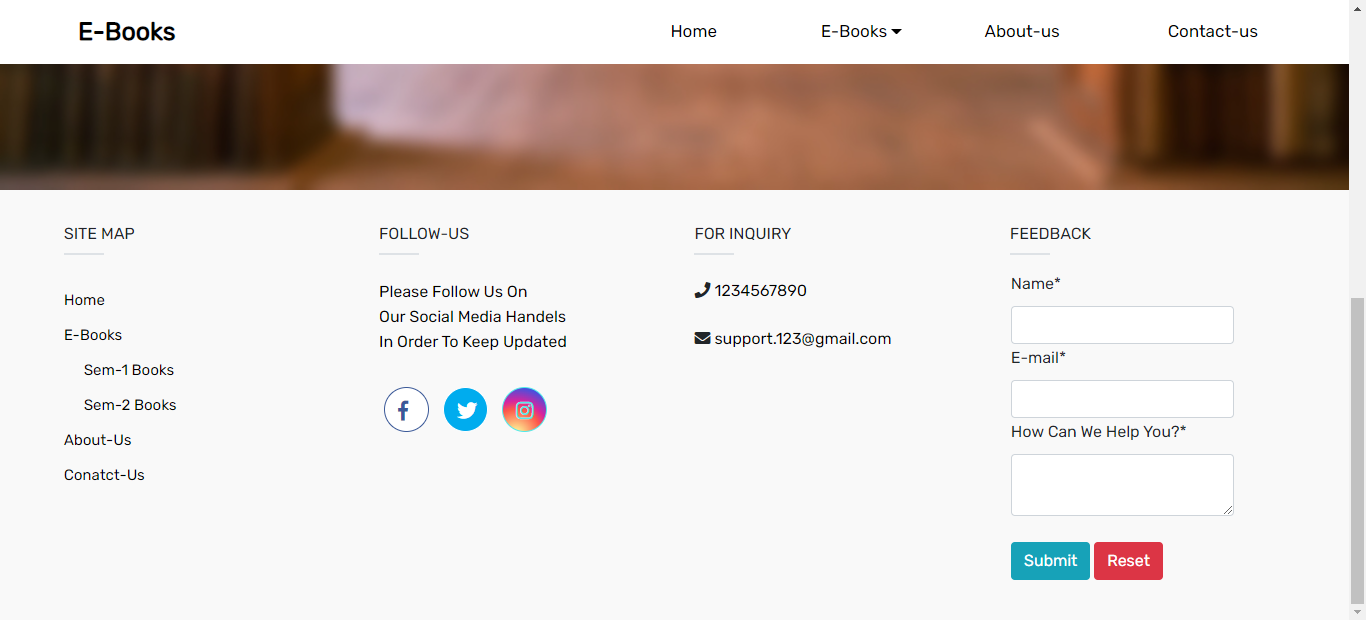 E-Books
Home
E-Books
About-us
Contact-us
SITE MAP
Home
E-Books
Sem-1 Books
Sem-2 Books
About-Us
Conatct-Us
FOLLOW-US
Please Follow Us On
Our Social Media Handels
In Order To Keep Updated
FOR INQUIRY
1234567890
support.123@gmail.com
FEEDBACK
Name*
E-mail*
How Can We Help You?*
Submit
Reset